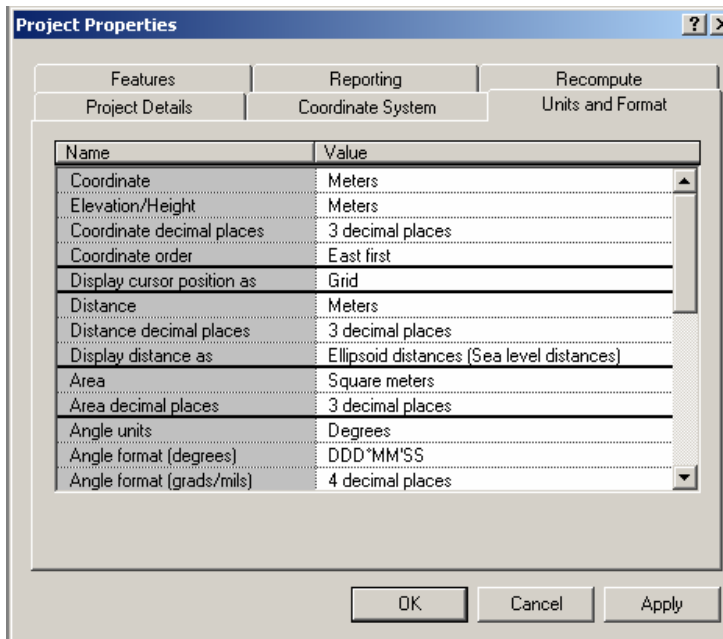 Project Properties
Features Reporting Recompute
Project Details Coordinate System Units and Format
Name Value
Coordinate Meters
Elevation/Height Meters
Coordinate decimal places 3 decimal places
Coordinate order East first
Display cursor position as Grid
Distance Meters
Distance decimal places 3 decimal places
Display distance as Ellipsoid distances (Sea level distances)
Area Square meters
Area decimal places 3 decimal places
Angle units Degrees
Angle format (degrees) DDD*MM'SS
Angle format (grads/mils) 4 decimal places
OK Cancel Apply